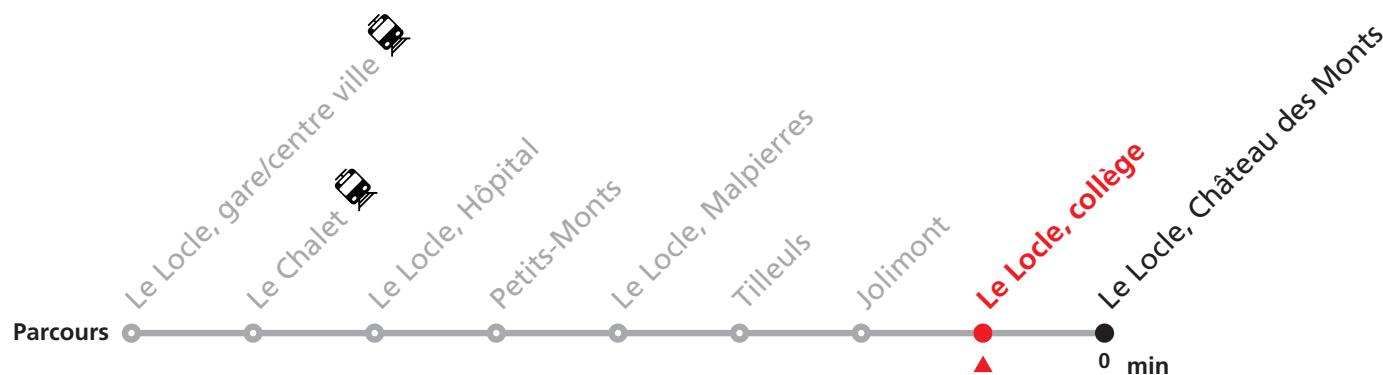 Le Locle, gare/centre ville
Le Chalet
Le Locle, Hôpital
Petits-Monts
Le Locle, Malpierres
Tilleuls
Jolimont
Le Locle, collège
Le Locle, Château des Monts
Parcours
0 min